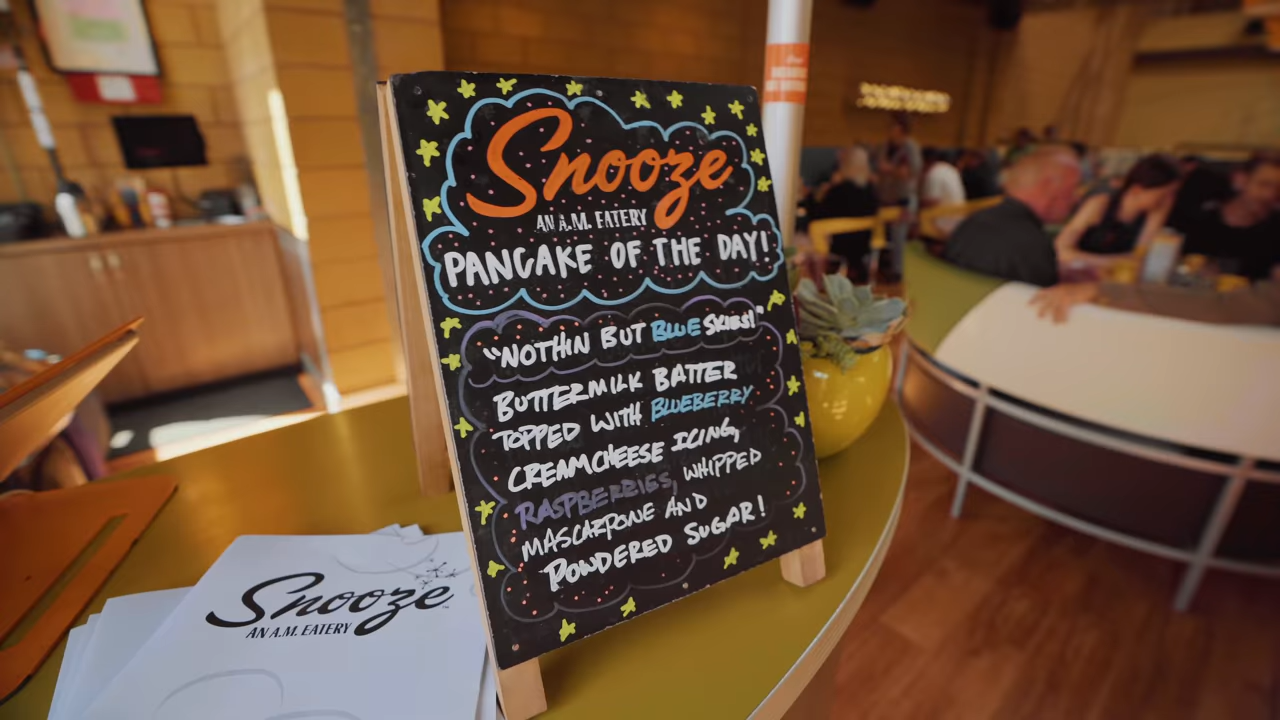 Snooze
AN A.M. EATERY
PANCAKE OF THE DAY!
"NOTHIN BUT BLUE SKIES!"
BUTTERMILK BATTER
TOPPED WITH BLUEBERRY
CREAMCHEESE ICING,
RASPBERRIES, WHIPPED
MASCARPONE AND
POWDERED SUGAR!
Snooze
AN A.M. EATERY